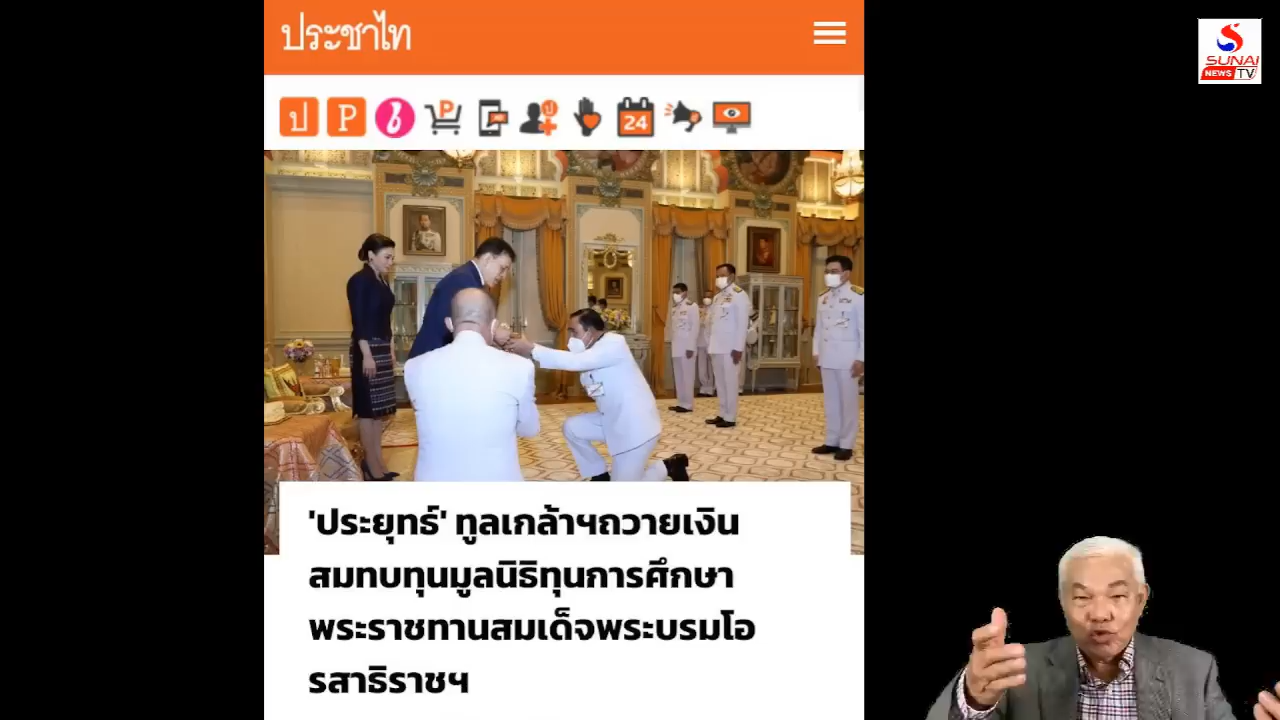 ประชาไท
SUNAI
NEWS TV
ป P
P
ป
24
'ประยุทธ์' ทูลเกล้าฯถวายเงิน
สมทบทุนมูลนิธิทุนการศึกษา
พระราชทานสมเด็จพระบรมโอ
รสาธิราชฯ